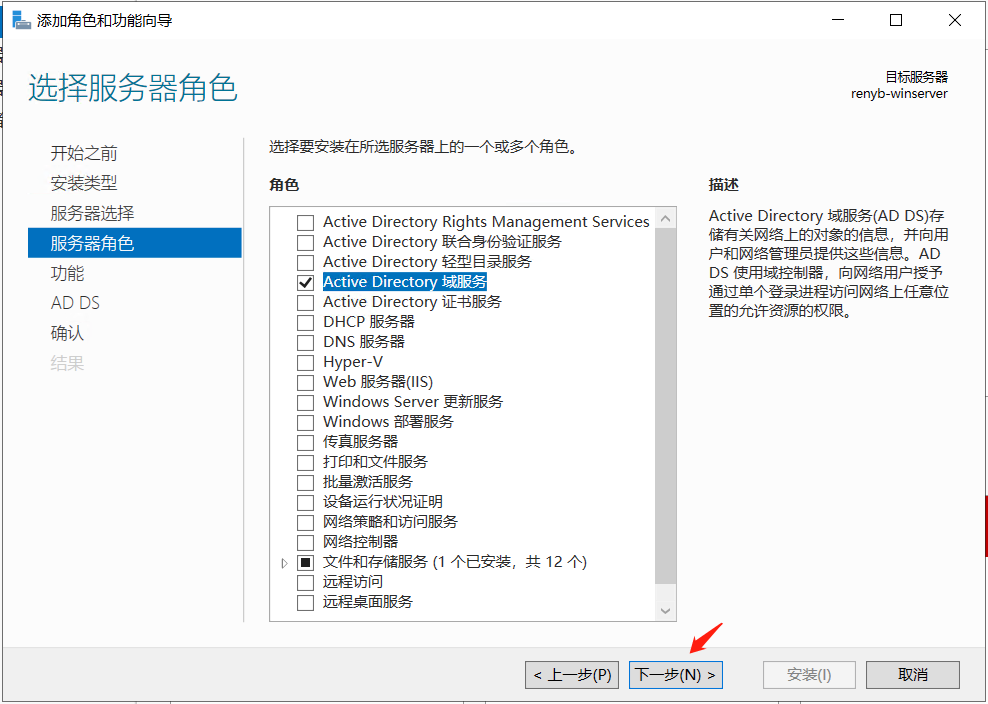 添加角色和功能向导
选择服务器角色
目标服务器
renyb-winserver
开始之前
安装类型
服务器选择
服务器角色
功能
AD DS
确认
结果
选择要安装在所选服务器上的一个或多个角色。
角色
Active Directory Rights Management Services
Active Directory 联合身份验证服务
Active Directory 轻型目录服务
Active Directory 域服务
Active Directory 证书服务
DHCP 服务器
DNS 服务器
Hyper-V
Web 服务器(IIS)
Windows Server 更新服务
Windows 部署服务
传真服务器
打印和文件服务
批量激活服务
设备运行状况证明
网络策略和访问服务
网络控制器
文件和存储服务 (1 个已安装，共 12 个)
远程访问
远程桌面服务
描述
Active Directory 域服务(AD DS)存
储有关网络上的对象的信息，并向用
户和网络管理员提供这些信息。AD
DS 使用域控制器，向网络用户授予
通过单个登录进程访问网络上任意位
置的允许资源的权限。
< 上一步(P)
下一步(N) >
安装(I)
取消